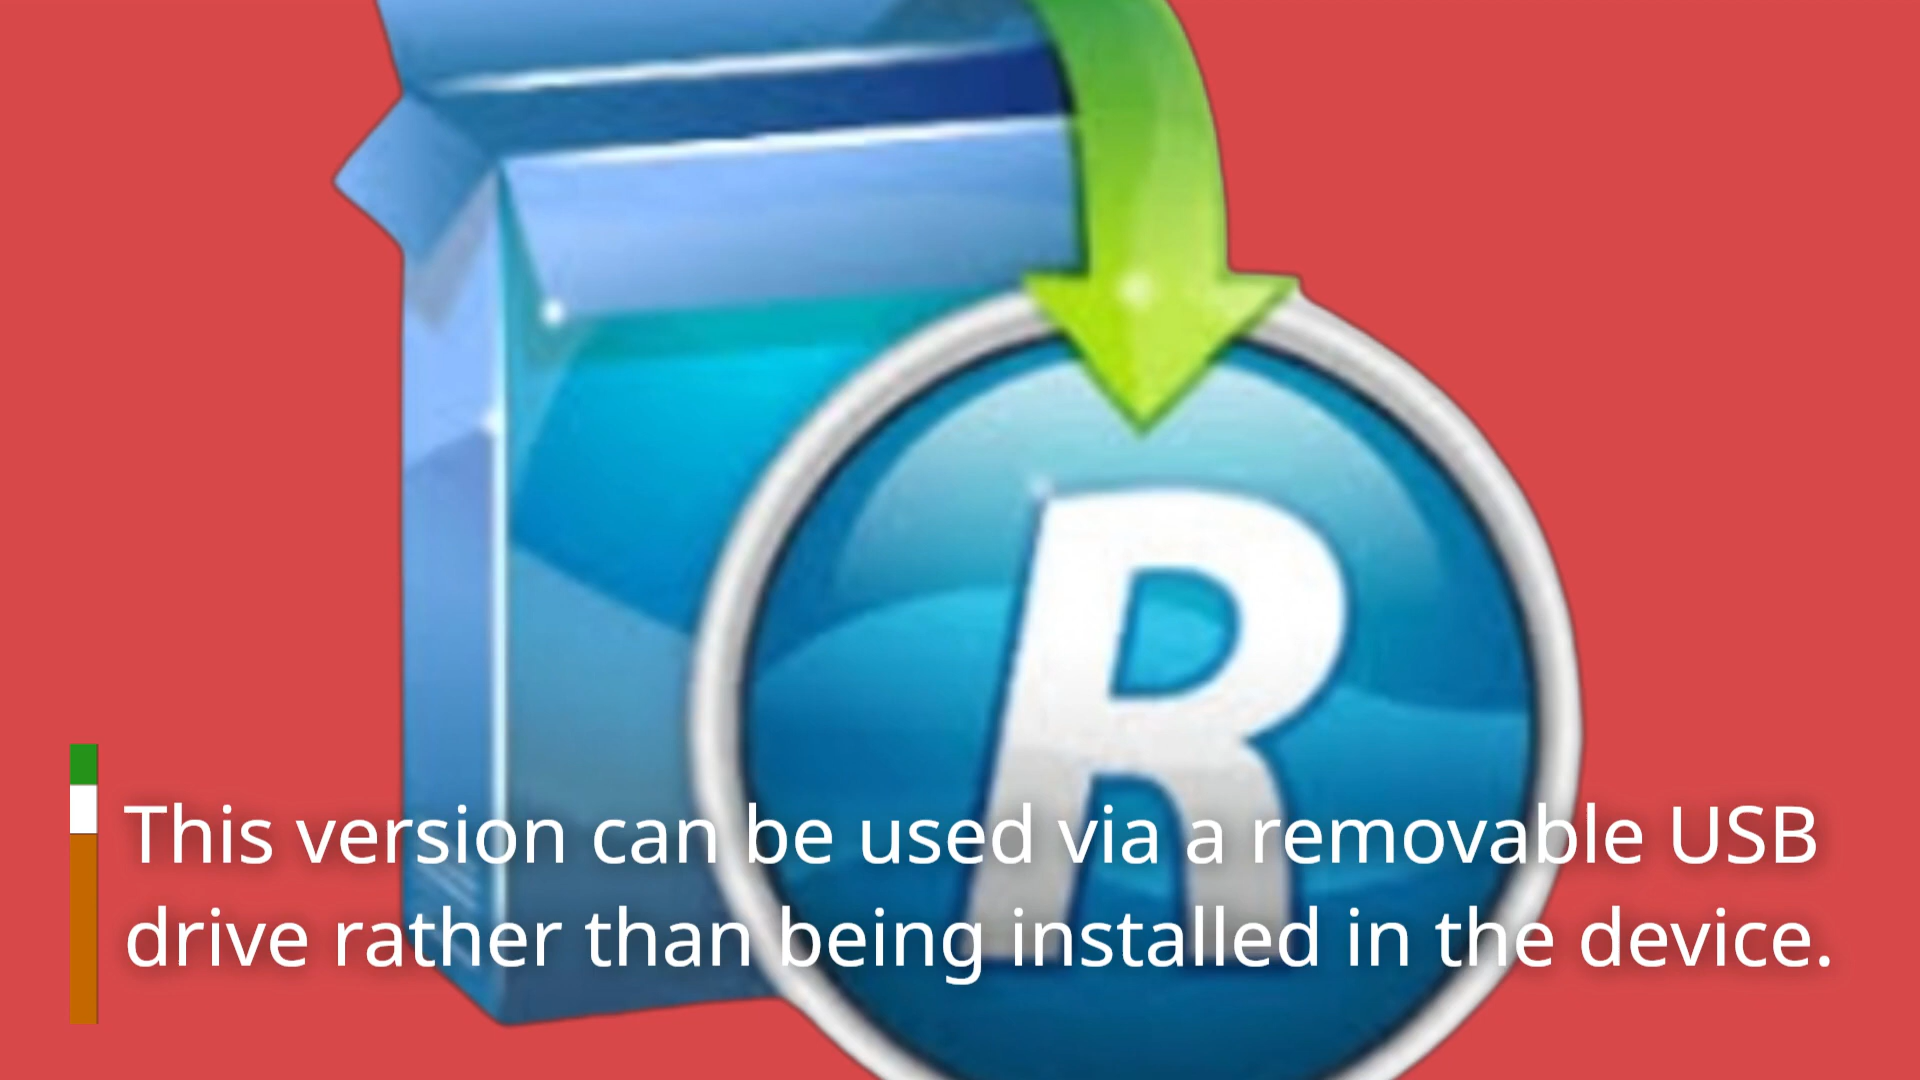 R
This version can be used via a removable USB
drive rather than being installed in the device.